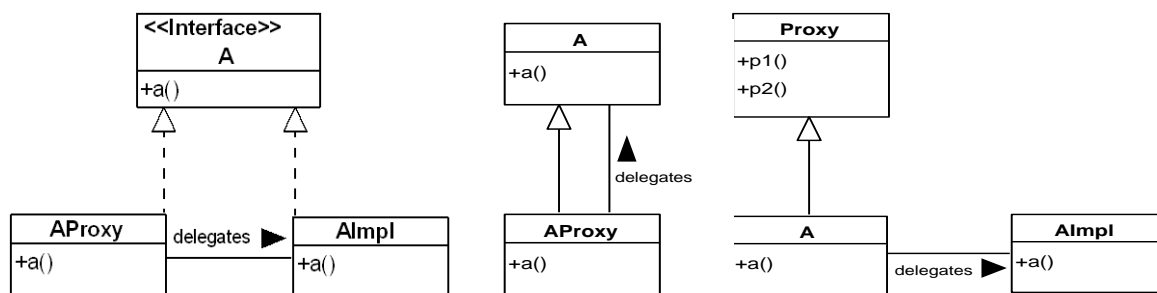 <<Interface>>
A
+a()
AProxy
+a()
delegates
AImpl
+a()
A
+a()
delegates
AProxy
+a()
Proxy
+p1()
+p2()
A
+a()
delegates
AImpl
+a()